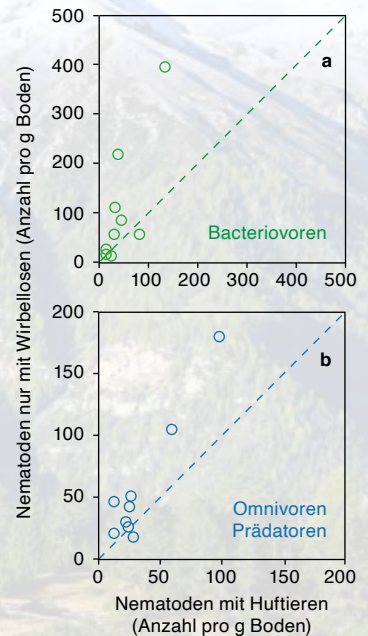 Nematoden nur mit Wirbellosen (Anzahl pro g Boden)
500
400
300
200
100
0
a
Bacteriovoren
0 100 200 300 400 500
200
150
100
50
0
b
Omnivoren
Prädatoren
0 50 100 150 200
Nematoden mit Huftieren
(Anzahl pro g Boden)